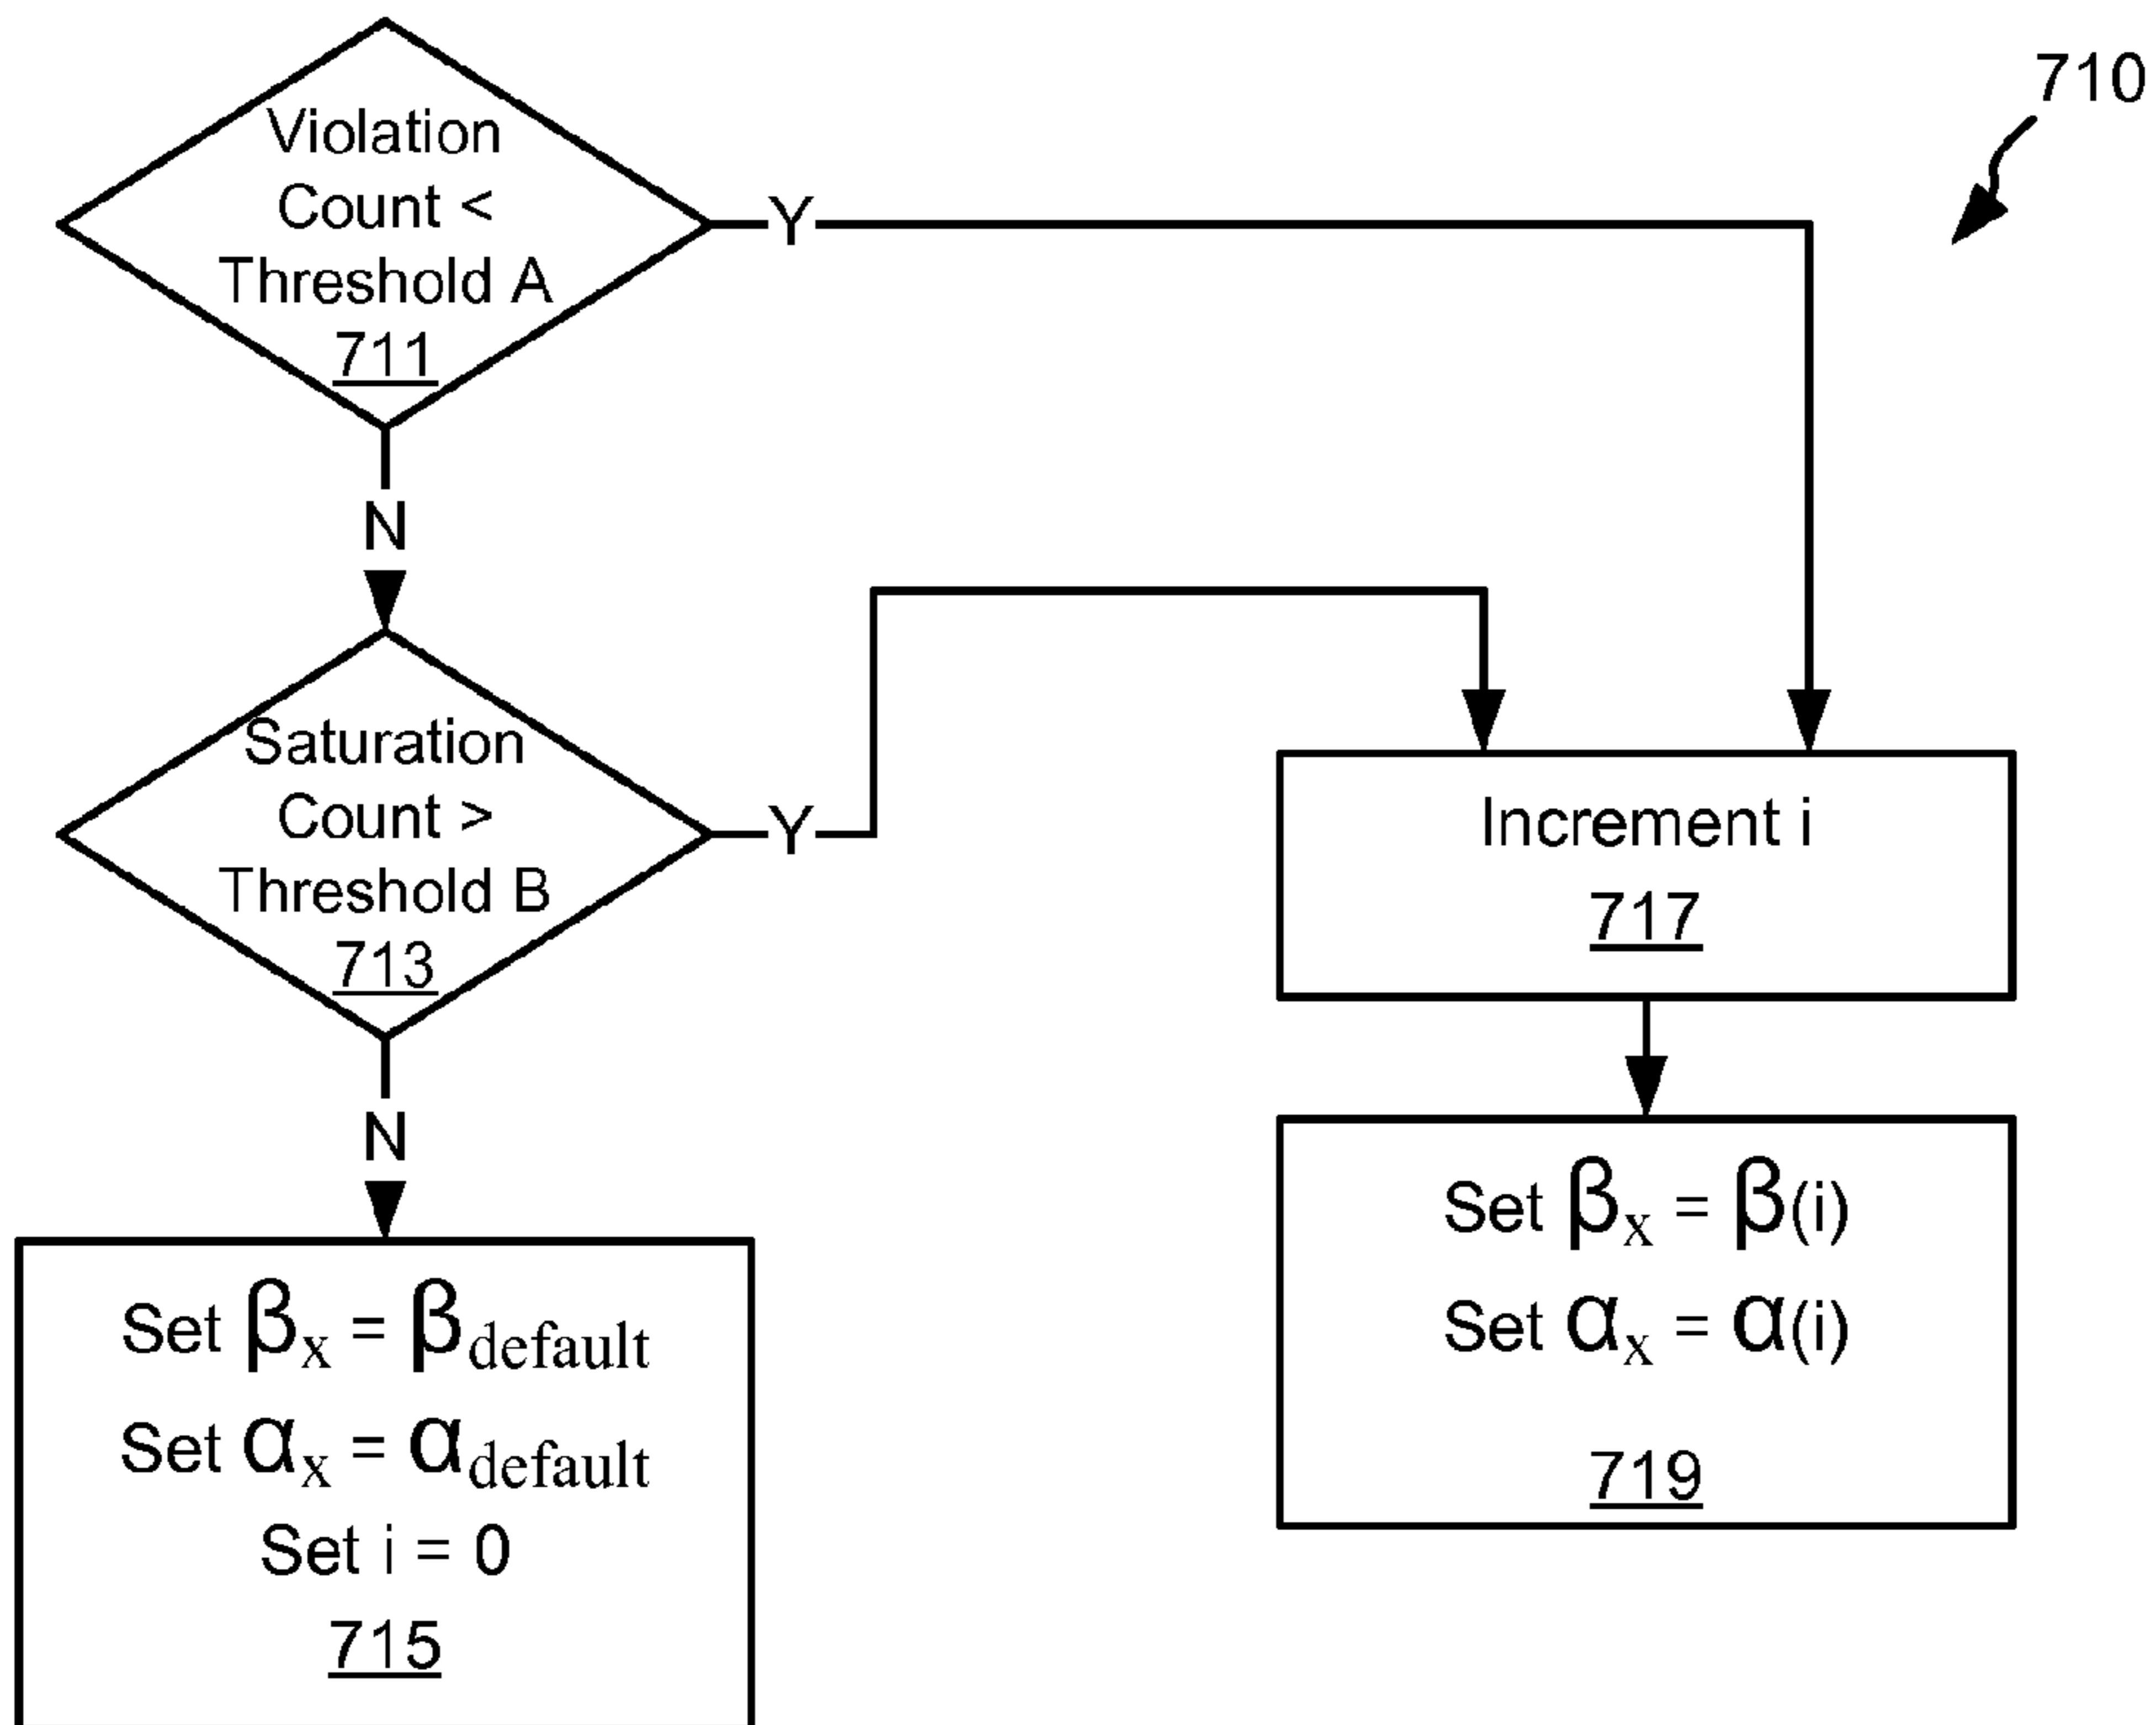 710
Violation
Count <
Threshold A
711
Y
N
Saturation
Count >
Threshold B
713
Y
N
Increment i
717
Set βx = β(i)
Set αx = α(i)
719
Set βx = βdefault
Set αx = αdefault
Set i = 0
715